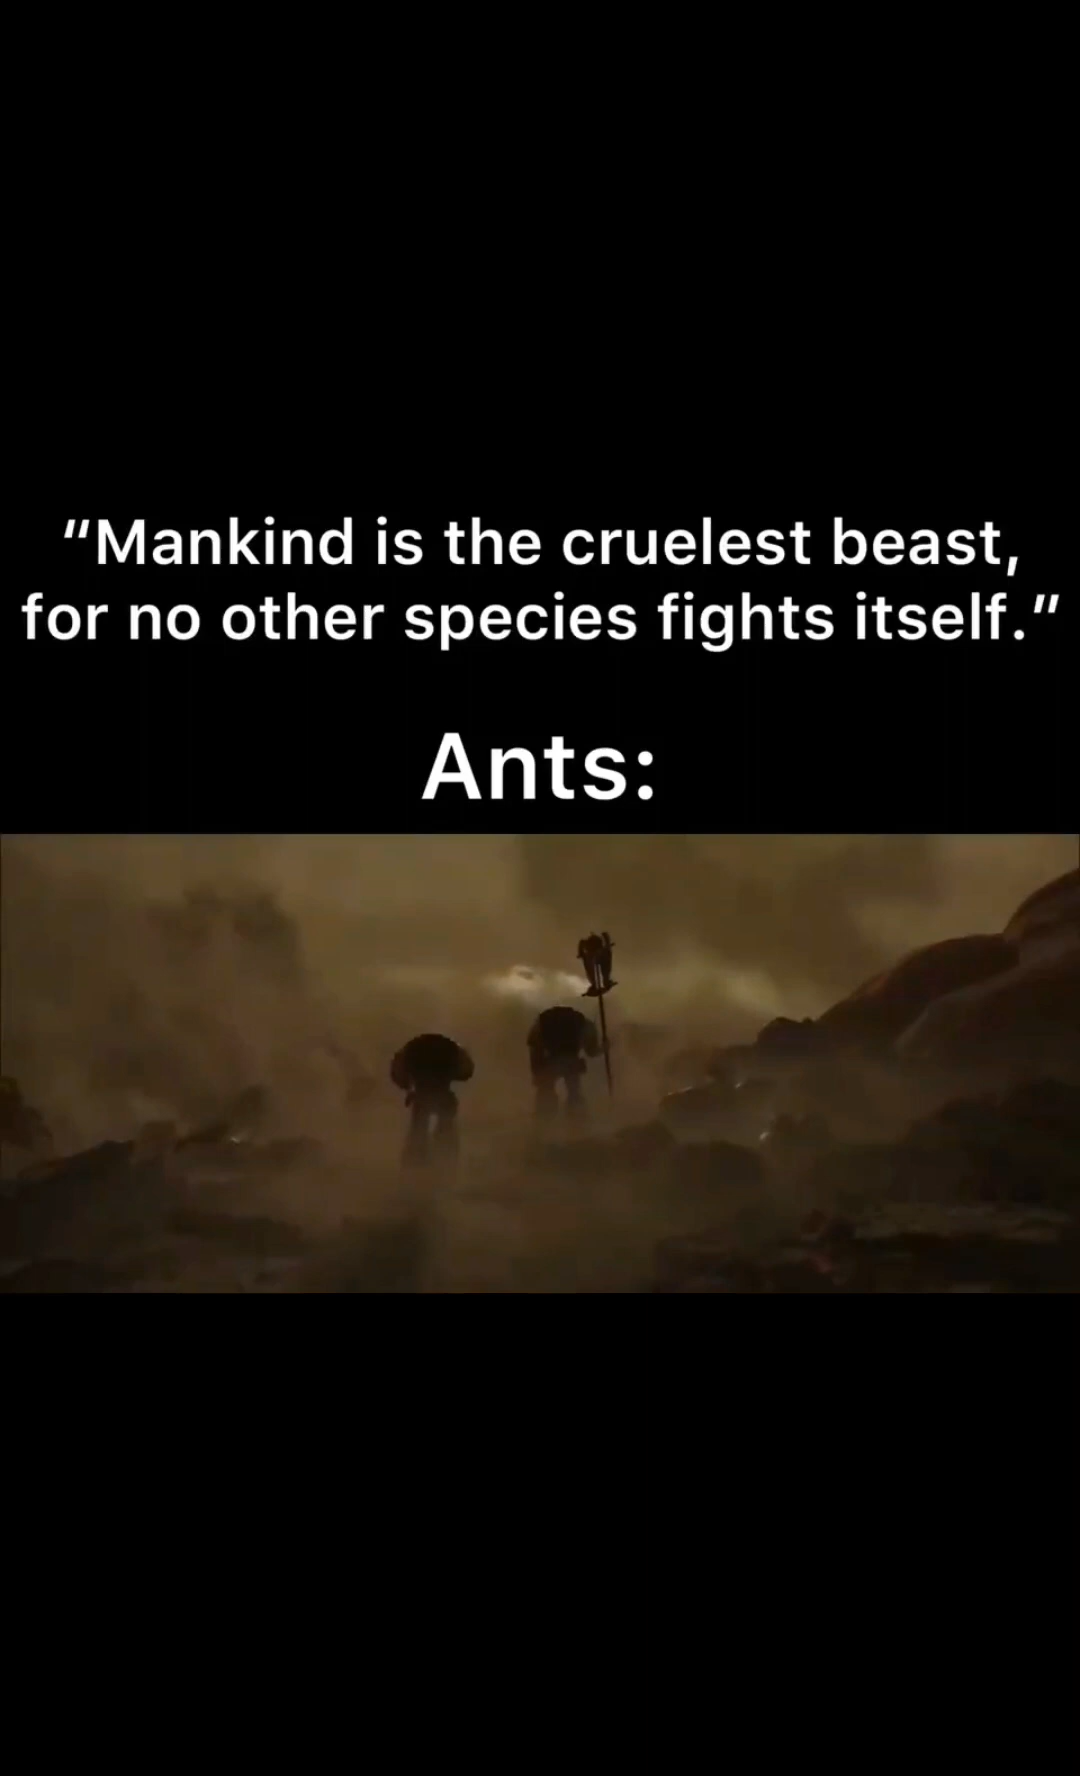 “Mankind is the cruelest beast,
for no other species fights itself.”
Ants: